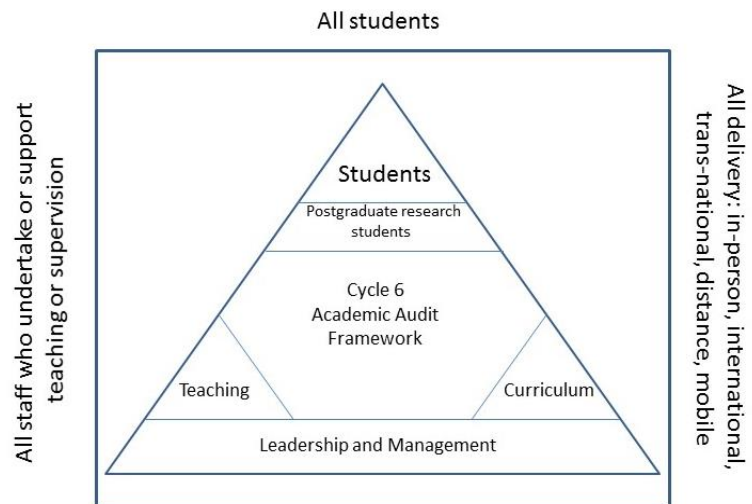 All students
All staff who undertake or support
teaching or supervision
Students
Postgraduate research
students
Cycle 6
Academic Audit
Framework
Teaching
Curriculum
Leadership and Management
All delivery: in-person, international,
trans-national, distance, mobile